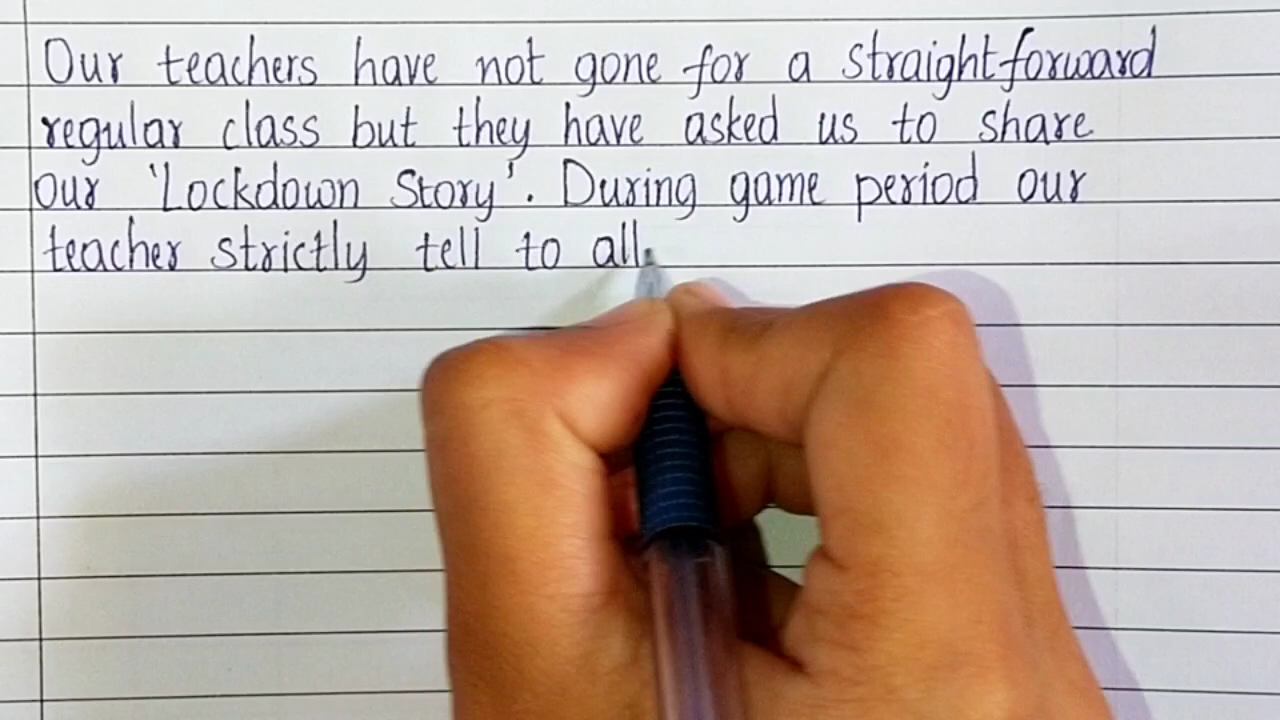 Our teachers have not gone for a straightforward
regular class but they have asked us to share
our 'Lockdown Story'. During game period our
teacher strictly tell to all